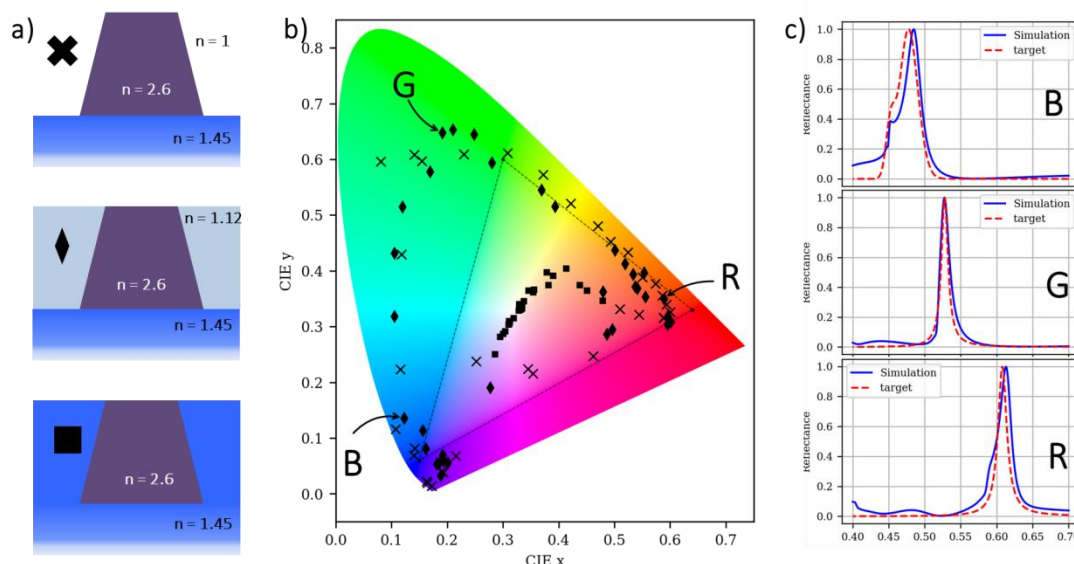 a)
n = 1
n = 2.6
n = 1.45
n = 1.12
n = 2.6
n = 1.45
n = 2.6
n = 1.45
b)
CIE y
0.8
0.7
0.6
0.5
0.4
0.3
0.2
0.1
0.0
G
R
B
0.0 0.1 0.2 0.3 0.4 0.5 0.6 0.7
CIE x
c)
Reflectance
1.0
0.8
0.6
0.4
0.2
0.0
Simulation
target
B
Reflectance
1.0
0.8
0.6
0.4
0.2
0.0
Simulation
target
G
Reflectance
1.0
0.8
0.6
0.4
0.2
0.0
Simulation
target
R
0.40 0.45 0.50 0.55 0.60 0.65